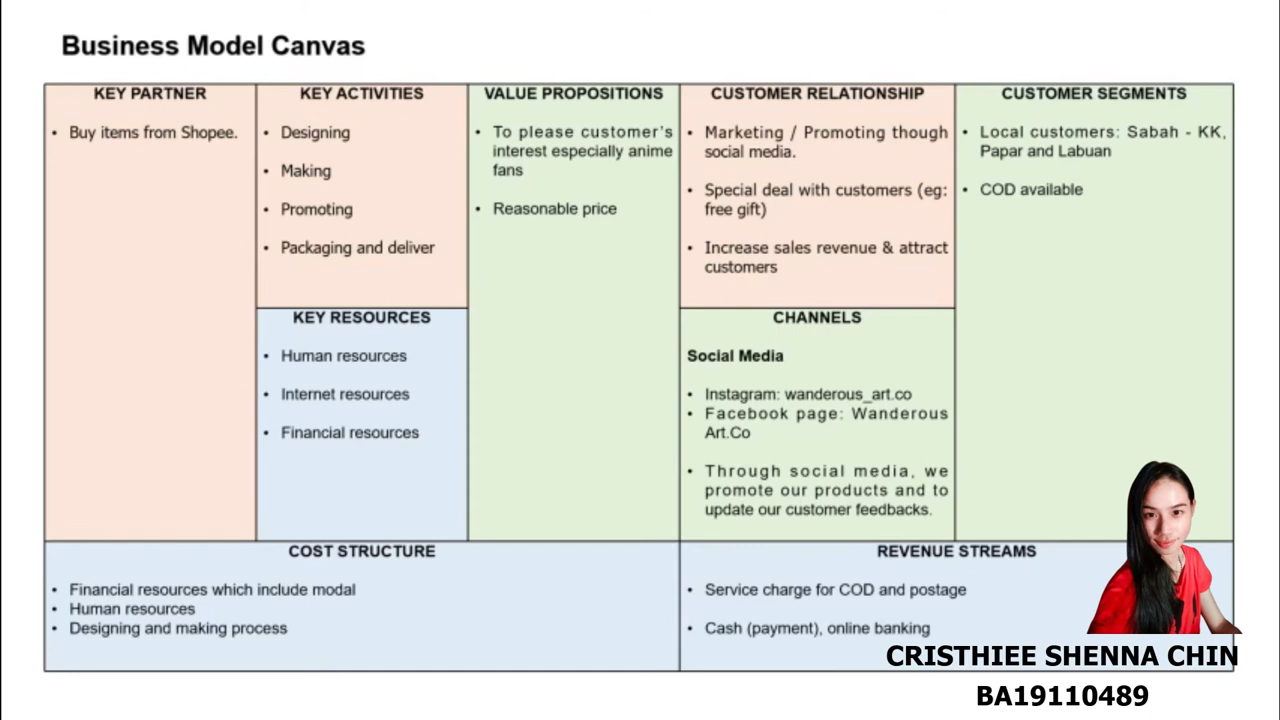 Business Model Canvas
KEY PARTNER
• Buy items from Shopee.
KEY ACTIVITIES
• Designing
• Making
• Promoting
• Packaging and deliver
KEY RESOURCES
• Human resources
• Internet resources
• Financial resources
VALUE PROPOSITIONS
• To please customer's
interest especially anime
fans
• Reasonable price
CUSTOMER RELATIONSHIP
• Marketing / Promoting though
social media.
• Special deal with customers (eg:
free gift)
• Increase sales revenue & attract
customers
CHANNELS
Social Media
• Instagram: wanderous_art.co
• Facebook page: Wanderous
Art.Co
• Through social media, we
promote our products and to
update our customer feedbacks.
CUSTOMER SEGMENTS
• Local customers: Sabah - KK,
Papar and Labuan
• COD available
COST STRUCTURE
• Financial resources which include modal
• Human resources
• Designing and making process
REVENUE STREAMS
• Service charge for COD and postage
• Cash (payment), online banking
CRISTHIEE SHENNA CHIN
BA19110489